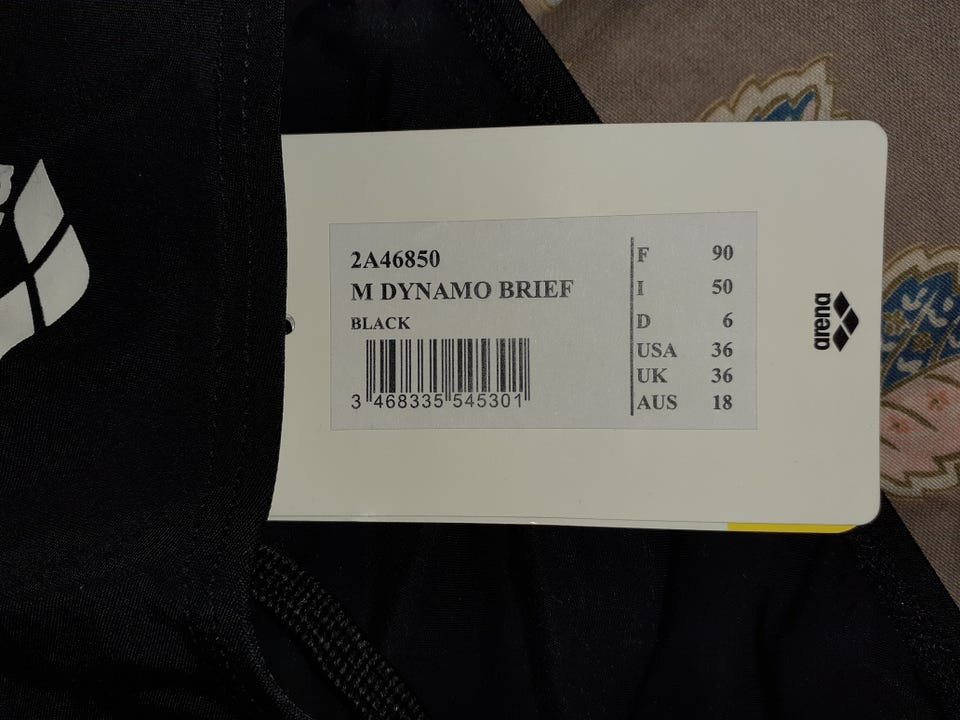 2A46850
M DYNAMO BRIEF
BLACK
3 468335 545301
F 90
I 50
D 6
USA 36
UK 36
AUS 18
arena